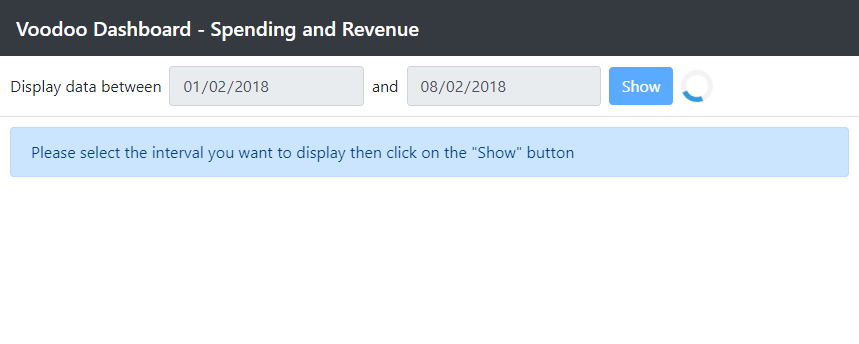 Voodoo Dashboard - Spending and Revenue
Display data between 01/02/2018 and 08/02/2018 Show
Please select the interval you want to display then click on the "Show" button